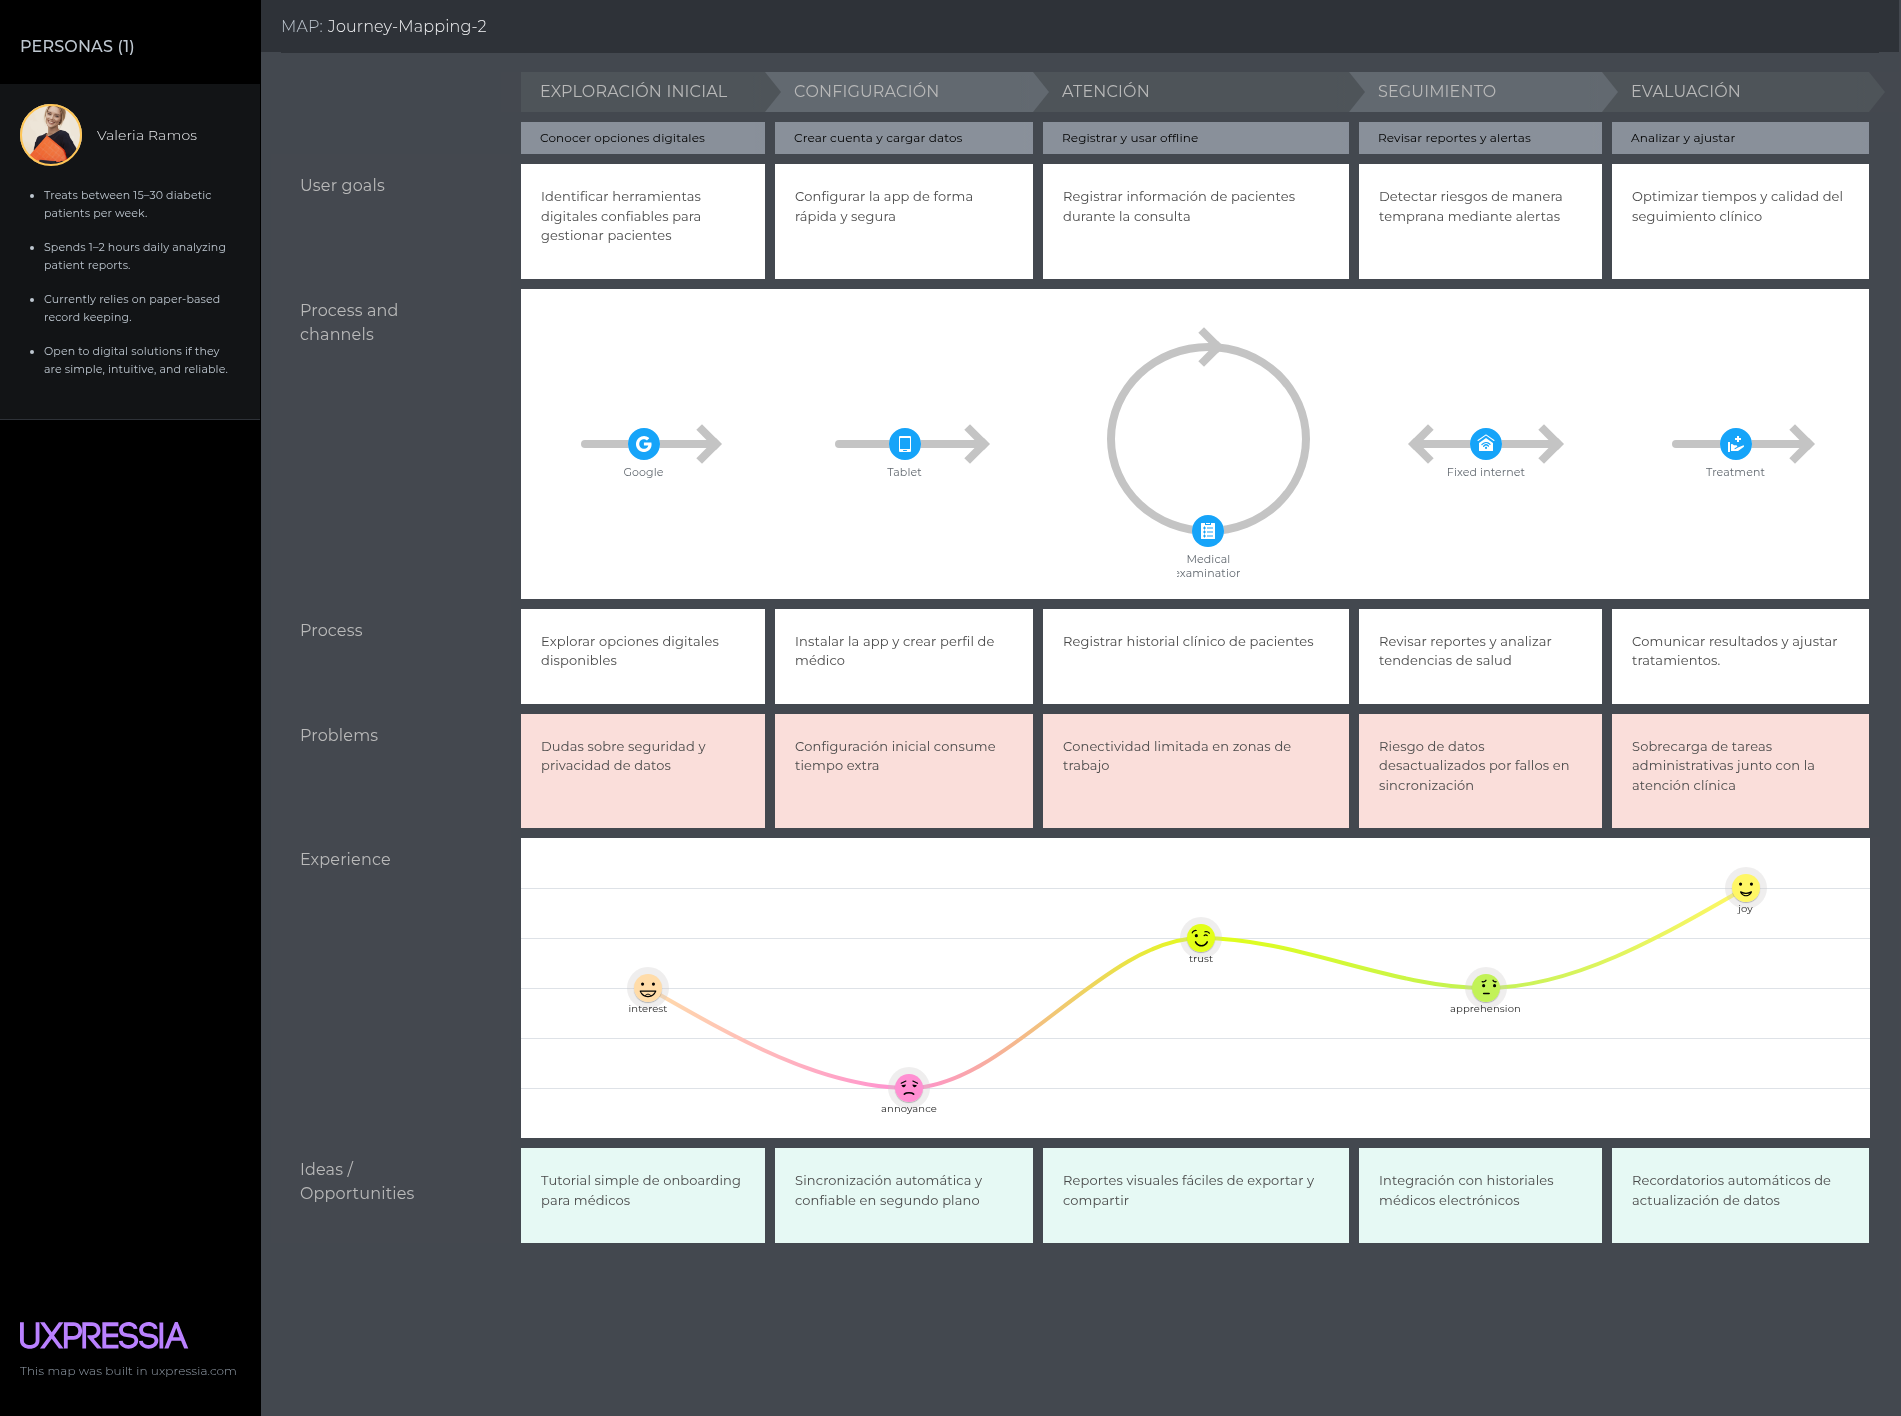 PERSONAS (1)
Valeria Ramos
Treats between 15–30 diabetic
patients per week.
Spends 1–2 hours daily analyzing
patient reports.
Currently relies on paper-based
record keeping.
Open to digital solutions if they
are simple, intuitive, and reliable.
UXPRESSIA
This map was built in uxpressia.com
MAP: Journey-Mapping-2
EXPLORACIÓN INICIAL
CONFIGURACIÓN
ATENCIÓN
SEGUIMIENTO
EVALUACIÓN
Conocer opciones digitales
Crear cuenta y cargar datos
Registrar y usar offline
Revisar reportes y alertas
Analizar y ajustar
User goals
Identificar herramientas
digitales confiables para
gestionar pacientes
Configurar la app de forma
rápida y segura
Registrar información de pacientes
durante la consulta
Detectar riesgos de manera
temprana mediante alertas
Optimizar tiempos y calidad del
seguimiento clínico
Process and
channels
Google
Tablet
Medical
examination
Fixed internet
Treatment
Process
Explorar opciones digitales
disponibles
Instalar la app y crear perfil de
médico
Registrar historial clínico de pacientes
Revisar reportes y analizar
tendencias de salud
Comunicar resultados y ajustar
tratamientos.
Problems
Dudas sobre seguridad y
privacidad de datos
Configuración inicial consume
tiempo extra
Conectividad limitada en zonas de
trabajo
Riesgo de datos
desactualizados por fallos en
sincronización
Sobrecarga de tareas
administrativas junto con la
atención clínica
Experience
interest
annoyance
trust
apprehension
joy
Ideas /
Opportunities
Tutorial simple de onboarding
para médicos
Sincronización automática y
confiable en segundo plano
Reportes visuales fáciles de exportar y
compartir
Integración con historiales
médicos electrónicos
Recordatorios automáticos de
actualización de datos